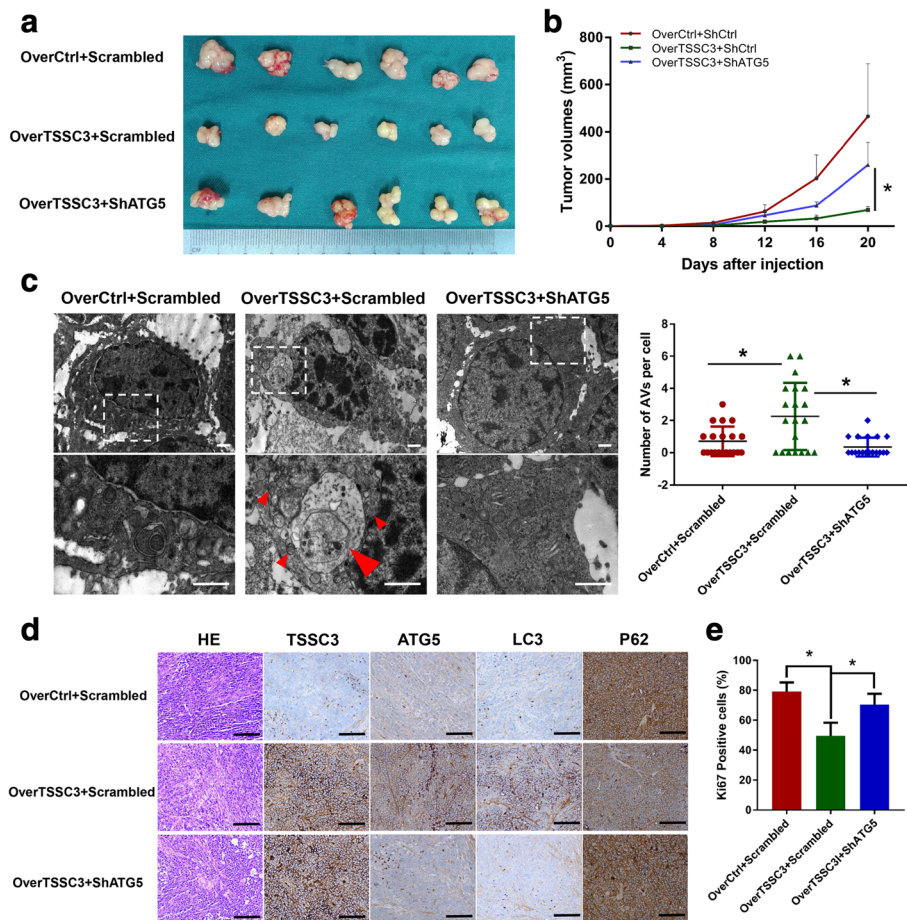 a
OverCtrl+Scrambled
OverTSSC3+Scrambled
OverTSSC3+ShATG5
CM
b
OverCtrl+ShCtrl
OverTSSC3+ShCtrl
OverTSSC3+ShATG5
Tumor volumes (mm3)
800
600
400
200
0
*
0 4 8 12 16 20
Days after injection
c
OverCtrl+Scrambled OverTSSC3+Scrambled OverTSSC3+ShATG5
Number of AVs per cell
8
6
4
2
0
-2
* *
OverCtrl+Scrambled
OverTSSC3+Scrambled
OverTSSC3+ShATG5
d
HE TSSC3 ATG5 LC3 P62
OverCtrl+Scrambled
OverTSSC3+Scrambled
OverTSSC3+ShATG5
e
Ki67 Positive cells (%)
100
80
60
40
20
0
* *
OverCtrl+Scrambled
OverTSSC3+Scrambled
OverTSSC3I+ShATG5